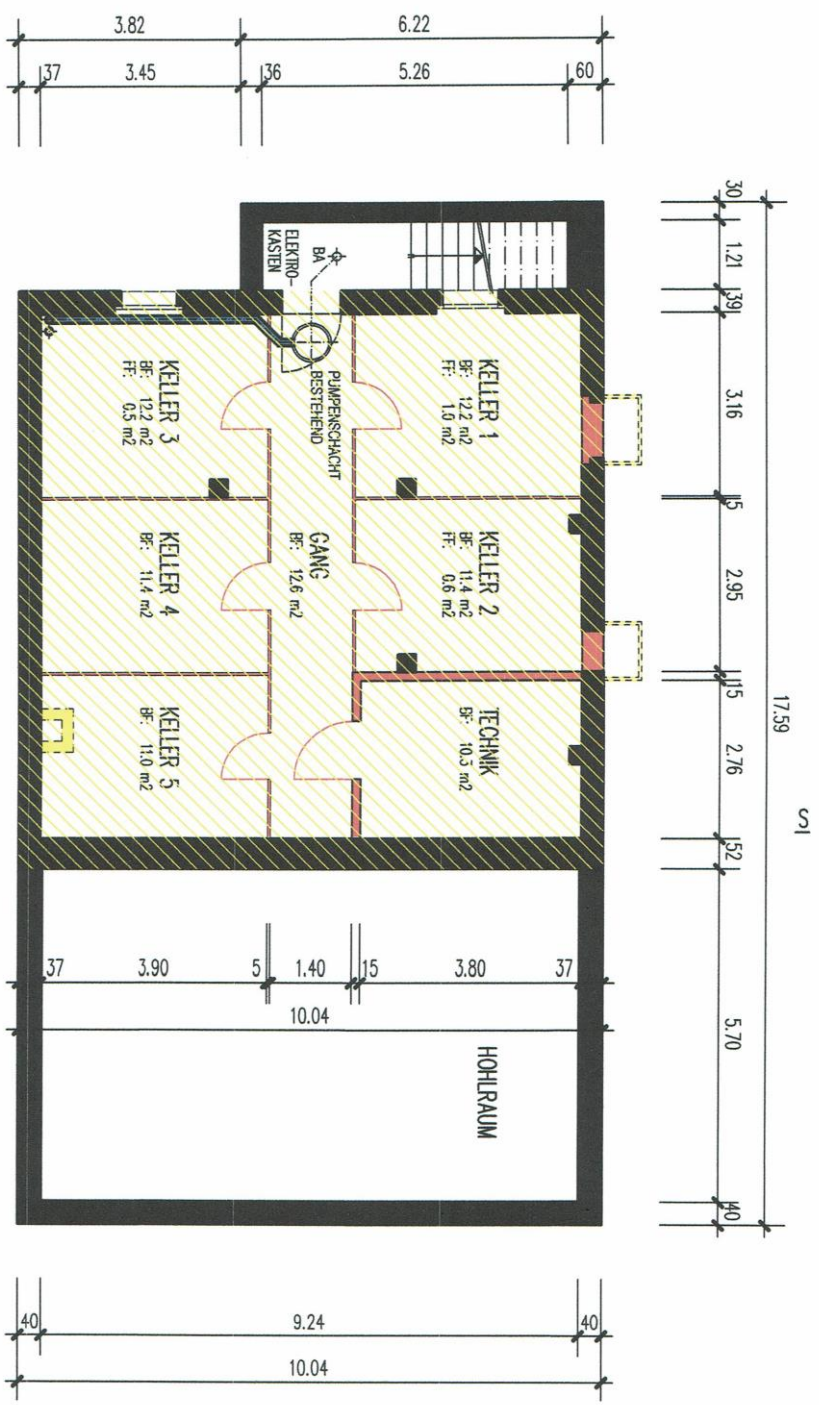 3.82
6.22
37
3.45
36
5.26
60
30
1.21
39
3.16
5
2.95
15
2.76
52
5.70
40
17.59
SI
ELEKTRO-
KASTEN
BA
PUMPENSCHACHT
BESTEHEND
KELLER 1
BF: 12.2 m2
FF: 1.0 m2
KELLER 3
BF: 12.2 m2
FF: 0.5 m2
KELLER 2
BF: 11.4 m2
FF: 0.6 m2
GANG
BF: 12.6 m2
KELLER 4
BF: 11.4 m2
TECHNIK
BF: 10.3 m2
KELLER 5
BF: 11.0 m2
37
3.90
5
1.40
15
3.80
37
10.04
HOHLRAUM
40
9.24
40
10.04